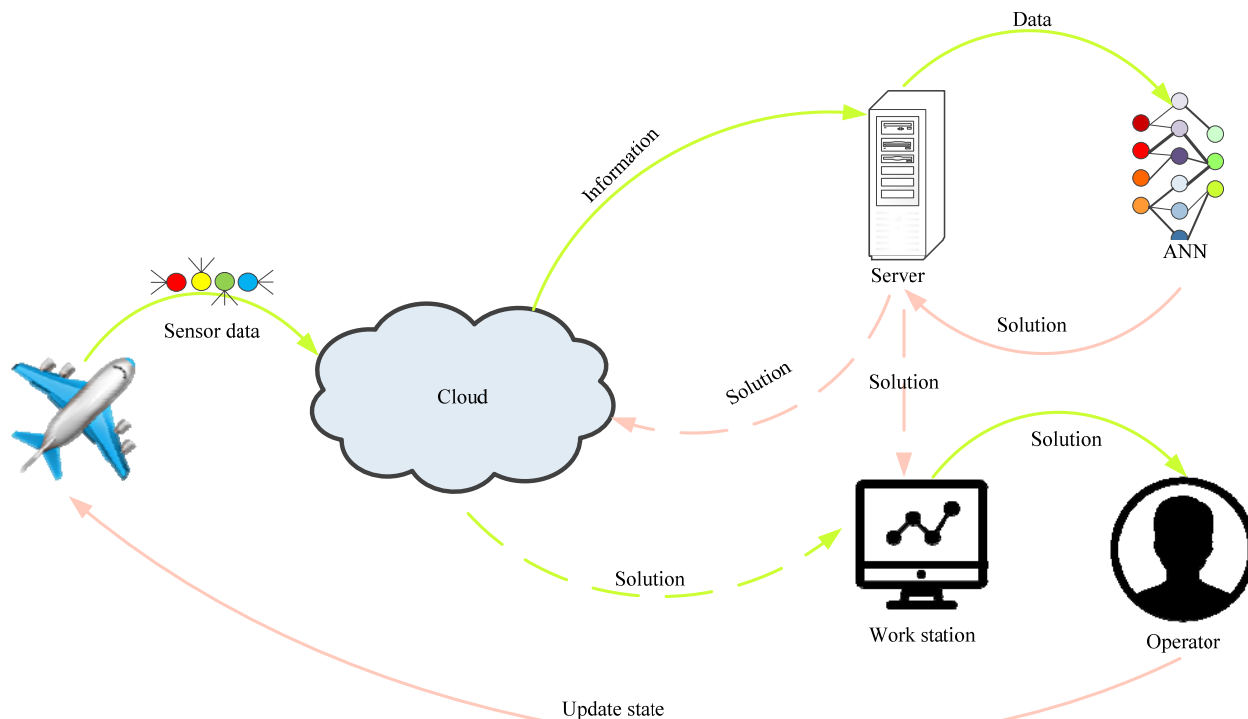 Data
Information
ANN
Server
Sensor data
Solution
Solution
Solution
Cloud
Solution
Solution
Work station
Operator
Update state